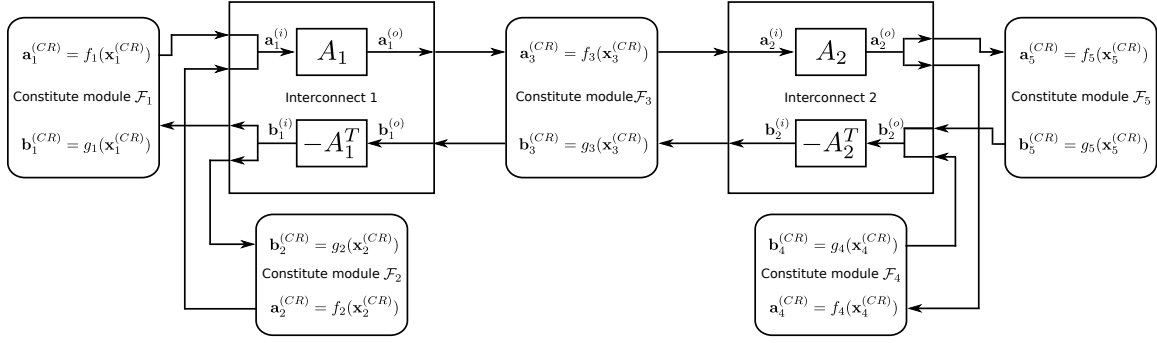 a_1^{(CR)} = f_1(x_1^{(CR)})
Constitute module F_1
b_1^{(CR)} = g_1(x_1^{(CR)})
a_1^{(i)}
A_1
a_1^{(o)}
Interconnect 1
b_1^{(i)}
-A_1^T
b_1^{(o)}
b_2^{(CR)} = g_2(x_2^{(CR)})
Constitute module F_2
a_2^{(CR)} = f_2(x_2^{(CR)})
a_3^{(CR)} = f_3(x_3^{(CR)})
Constitute module F_3
b_3^{(CR)} = g_3(x_3^{(CR)})
a_2^{(i)}
A_2
a_2^{(o)}
Interconnect 2
b_2^{(i)}
-A_2^T
b_2^{(o)}
b_4^{(CR)} = g_4(x_4^{(CR)})
Constitute module F_4
a_4^{(CR)} = f_4(x_4^{(CR)})
a_5^{(CR)} = f_5(x_5^{(CR)})
Constitute module F_5
b_5^{(CR)} = g_5(x_5^{(CR)})